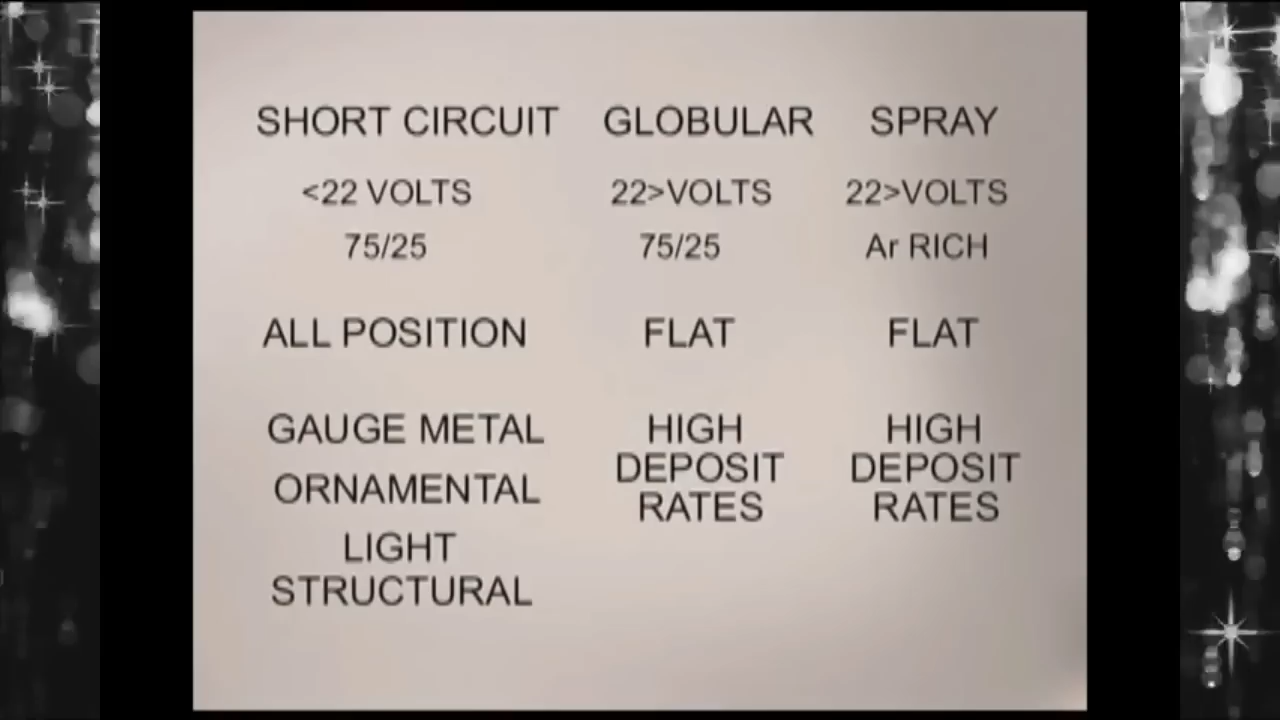 SHORT CIRCUIT GLOBULAR SPRAY
<22 VOLTS 22>VOLTS 22>VOLTS
75/25 75/25 Ar RICH
ALL POSITION FLAT FLAT
GAUGE METAL HIGH HIGH
DEPOSIT DEPOSIT
ORNAMENTAL RATES RATES
LIGHT
STRUCTURAL